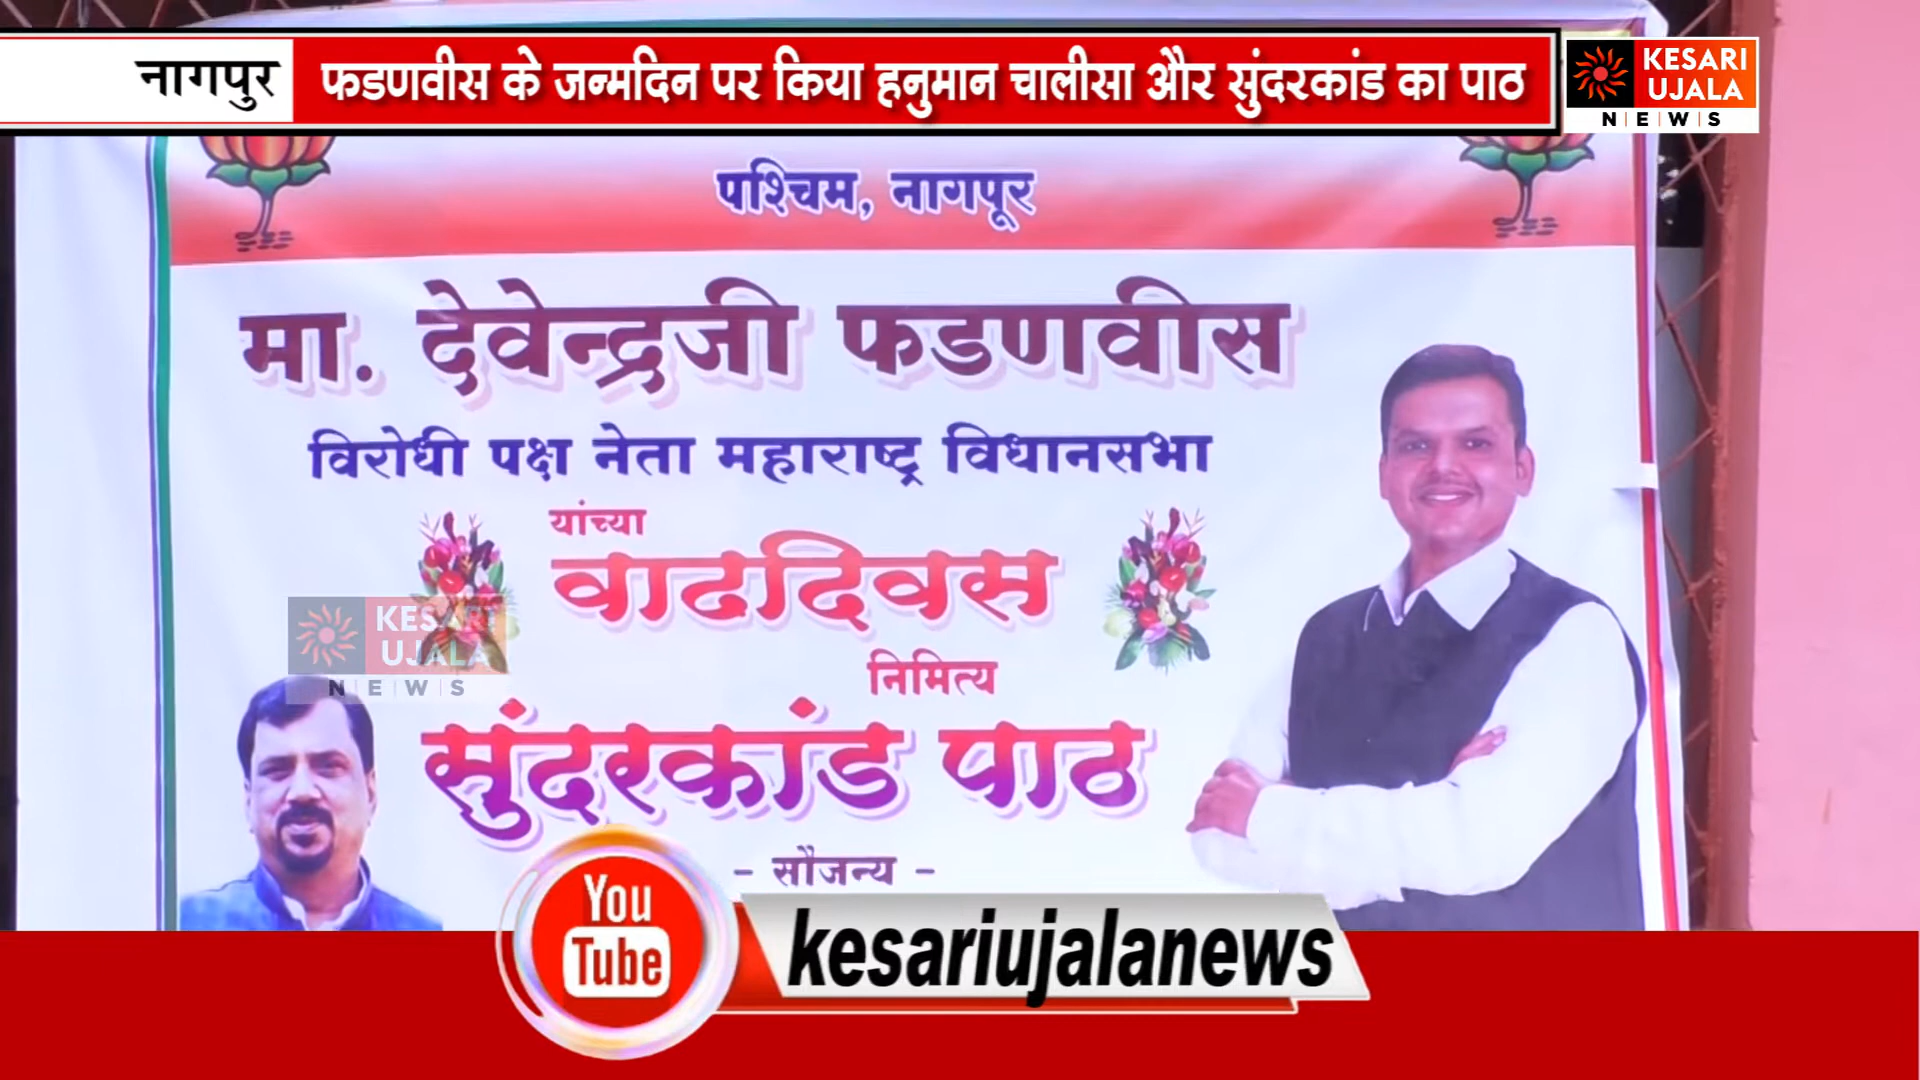 नागपुर
फडणवीस के जन्मदिन पर किया हनुमान चालीसा और सुंदरकांड का पाठ
KESARI
UJALA
NEWS
पश्चिम, नागपूर
मा. देवेन्द्रजी फडणवीस
विरोधी पक्ष नेता महाराष्ट्र विधानसभा
यांच्या
वाढदिवस
निमित्य
KESARI
UJALA
NEWS
सुंदरकांड पाठ
- सौजन्य -
You
Tube
kesariujalanews